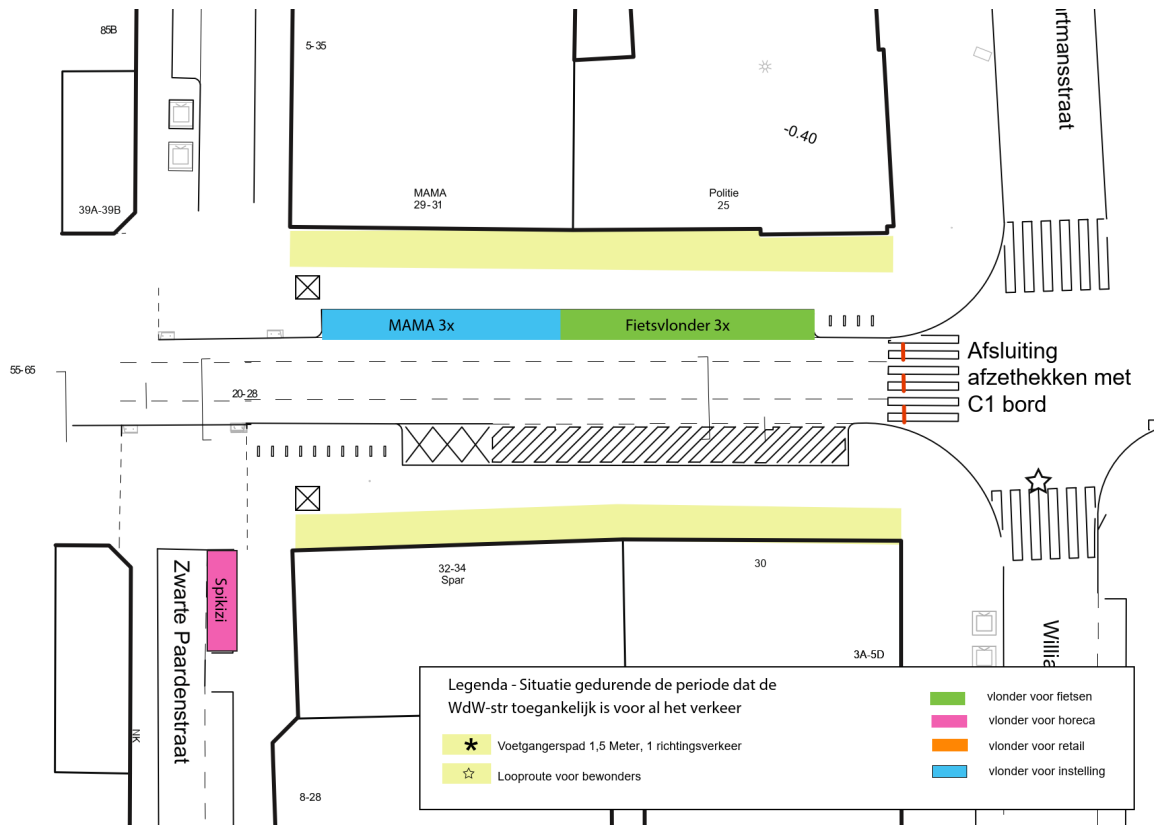 85B
5-35
rtmansstraat
-0.40
39A-39B
MAMA
29-31
Politie
25
MAMA 3x
Fietsvlonder 3x
55-65
20-28
Afsluiting
afzethekken met
C1 bord
Zwarte Paardenstraat
Spikizi
32-34
Spar
30
3A-5D
Willia
NK
8-28
Legenda - Situatie gedurende de periode dat de
WdW-str toegankelijk is voor al het verkeer
Voetgangerspad 1,5 Meter, 1 richtingsverkeer
Looproute voor bewonders
vlonder voor fietsen
vlonder voor horeca
vlonder voor retail
vlonder voor instelling